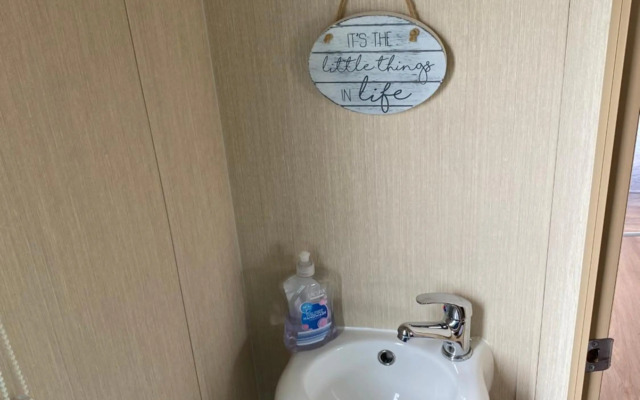 IT'S THE
little things
IN life